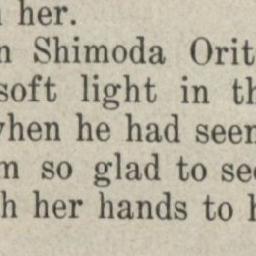 her.
Shimoda Orit
soft light in th
when he had seen
so glad to see
her hands to